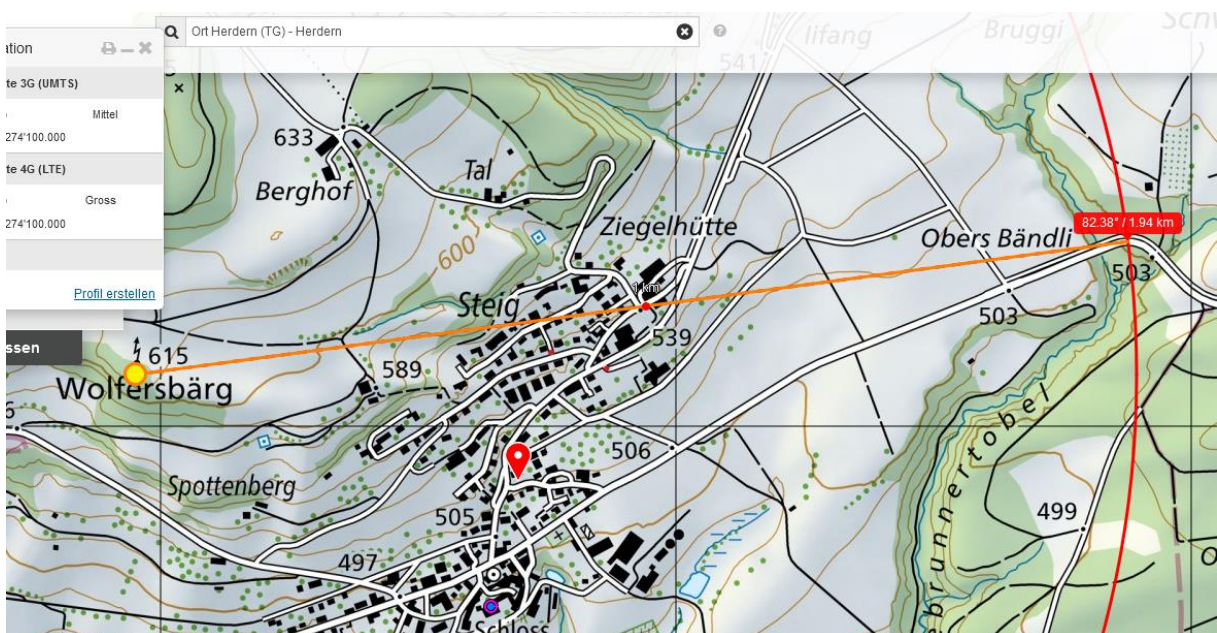 Ort Herdern (TG) - Herdern
ation
te 3G (UMTS)
Mittel
274'100.000
te 4G (LTE)
Gross
274'100.000
Profil erstellen
ssen
lifang
Bruggi
541
633
Berghof
Tal
600
Ziegelhütte
Obers Bändli
82.38° / 1.94 km
503
1 km
Steig
503
539
615
Wolfersbärg
589
506
Spottenberg
505
499
497
brunnertobel
Schloss